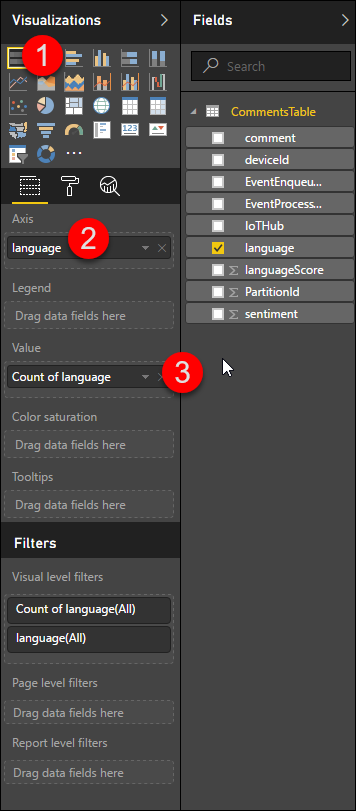 Visualizations
1
Axis
language
2
Legend
Drag data fields here
Value
Count of language
3
Color saturation
Drag data fields here
Tooltips
Drag data fields here
Filters
Visual level filters
Count of language(All)
language(All)
Page level filters
Drag data fields here
Report level filters
Drag data fields here
Fields
Search
CommentsTable
comment
deviceId
EventEnqueu...
EventProcess...
IoTHub
language
Σ languageScore
Σ PartitionId
Σ sentiment